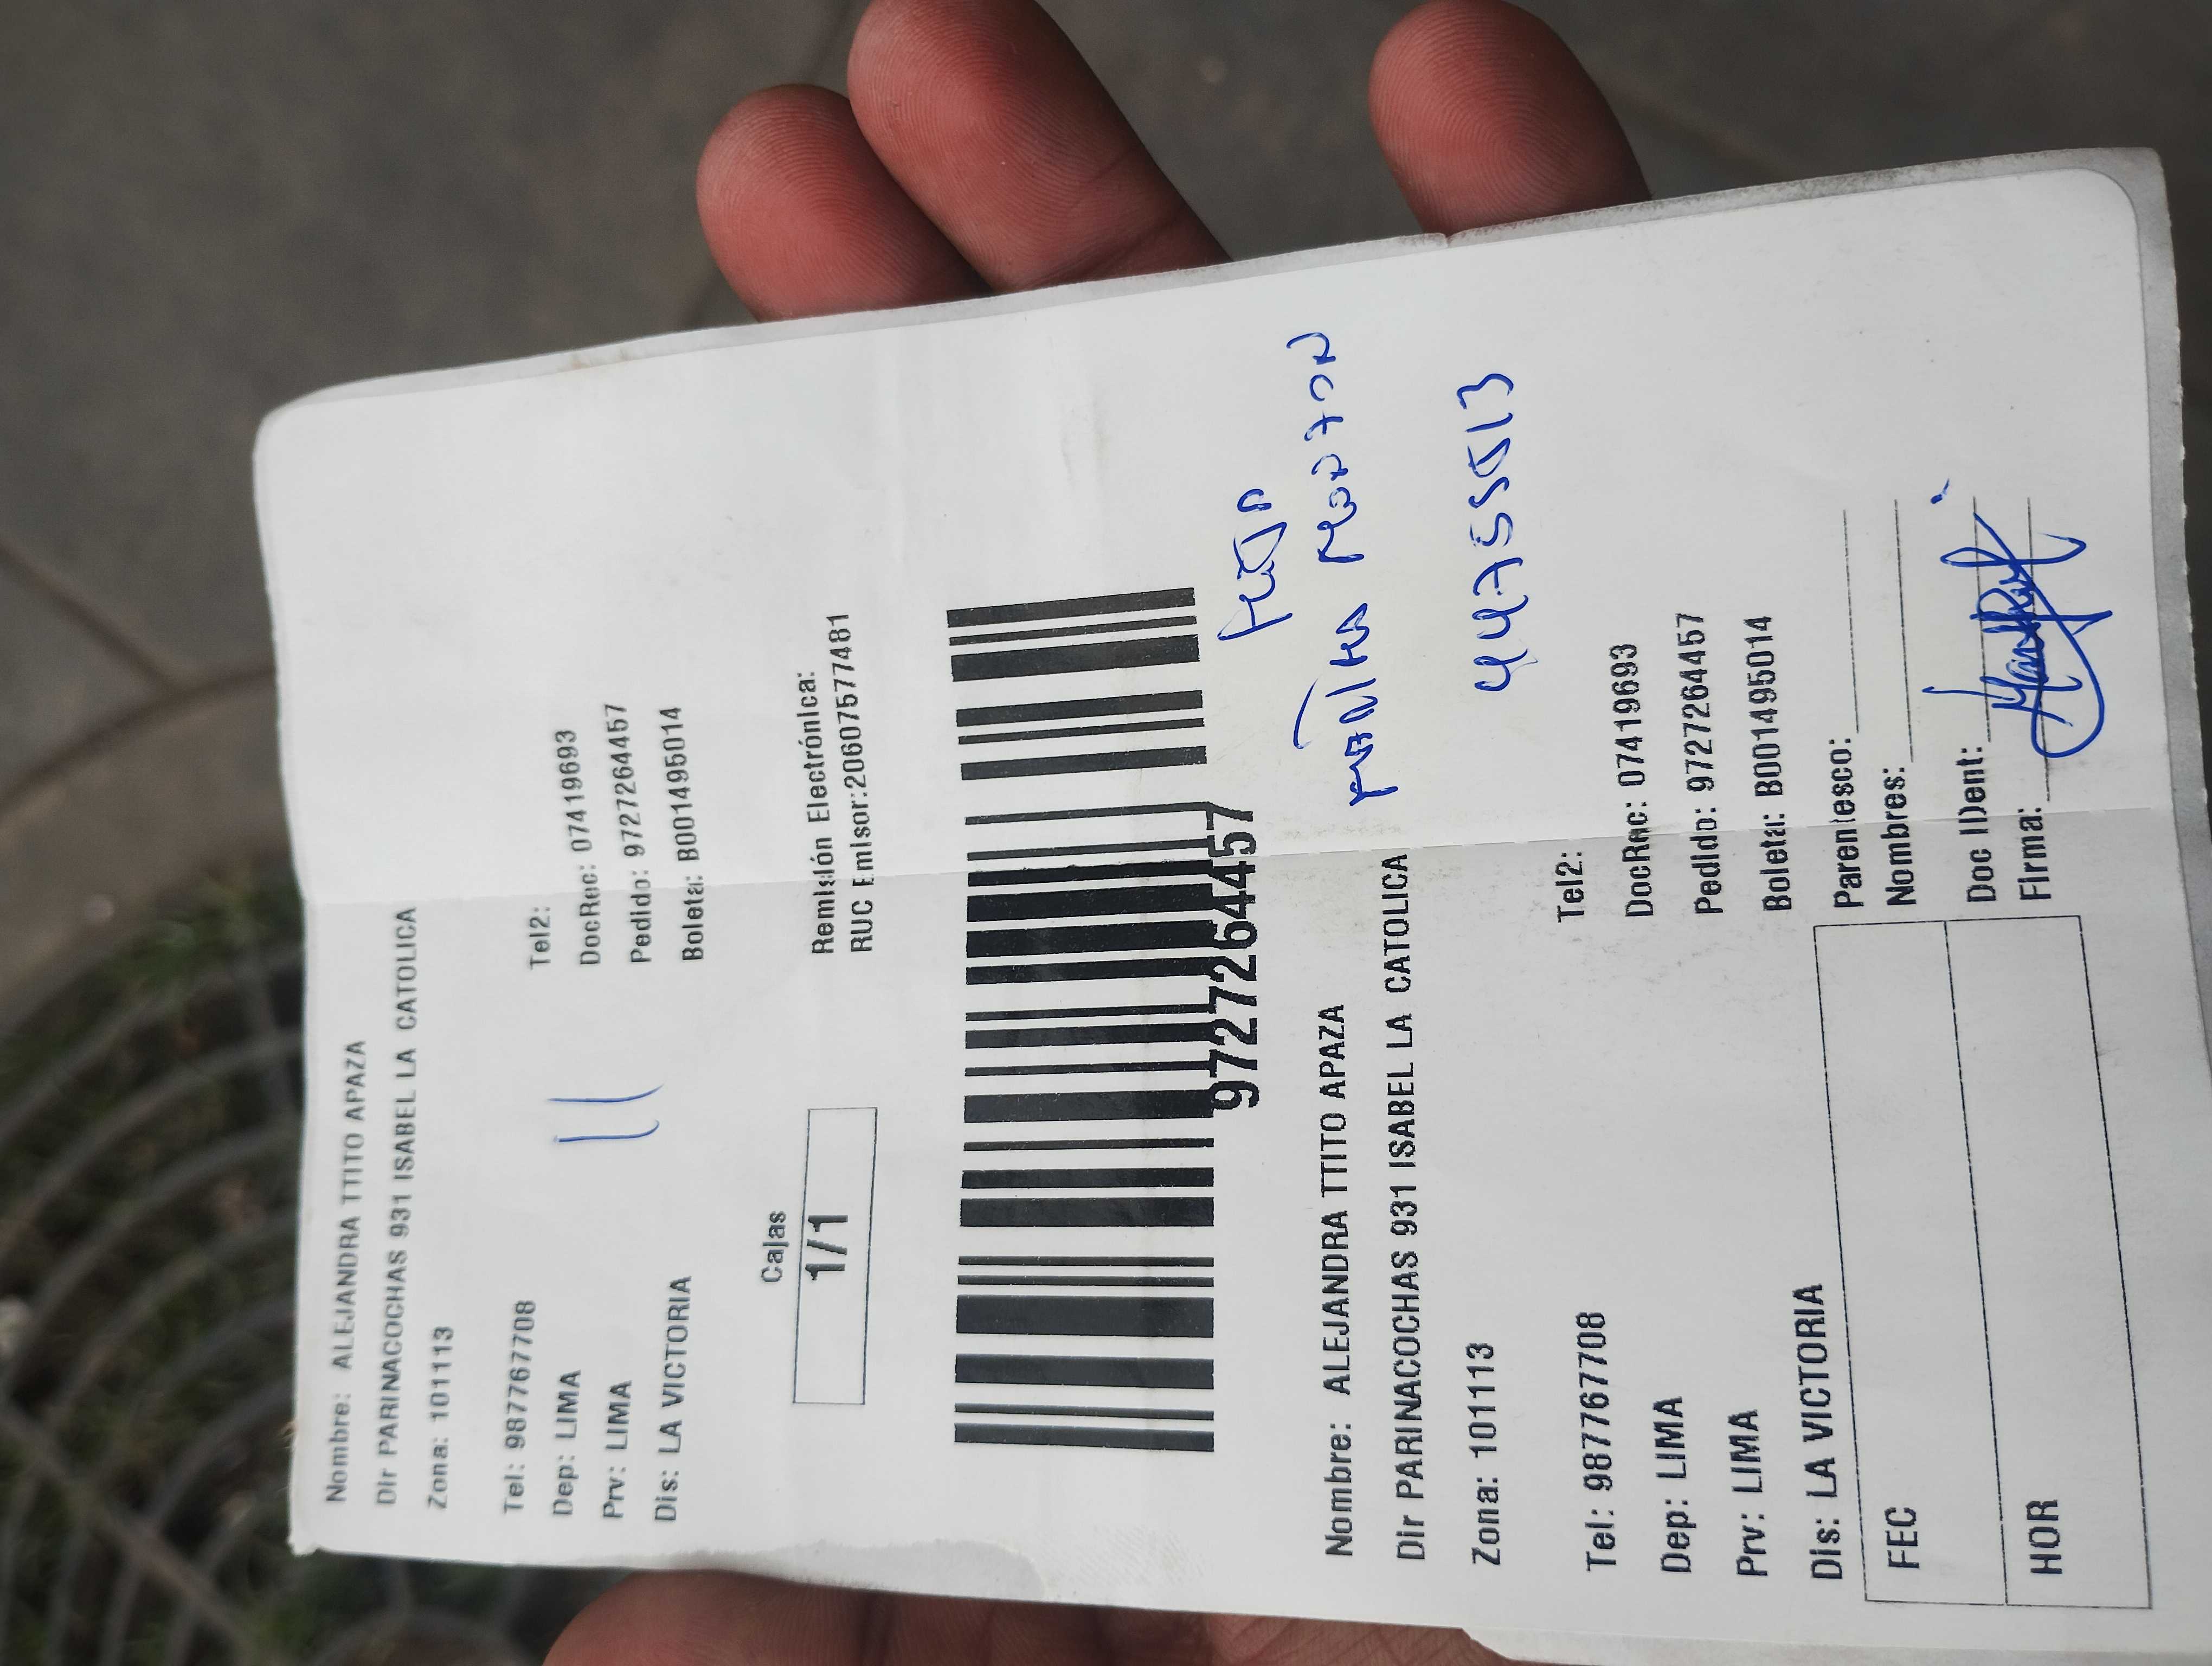 Nombre: ALEJANDRA TTITO APAZA
Dir PARINACOCHAS 931 ISABEL LA CATOLICA
Zona: 101113
Tel: 987767708 Tel2:
Dep: LIMA DocRec: 07419693
Prv: LIMA Pedido: 9727264457
Dis: LA VICTORIA Boleta: B001495014
Cajas
1/1
Remisión Electrónica:
RUC Emisor:20607577481
9727264457
Nombre: ALEJANDRA TTITO APAZA
Dir PARINACOCHAS 931 ISABEL LA CATOLICA
Zona: 101113
44755513
Tel: 987767708 Tel2:
Dep: LIMA DocRec: 07419693
Prv: LIMA Pedido: 9727264457
Dis: LA VICTORIA Boleta: B001495014
FEC
HOR
Parentesco:
Nombres:
Doc IDent:
Firma: